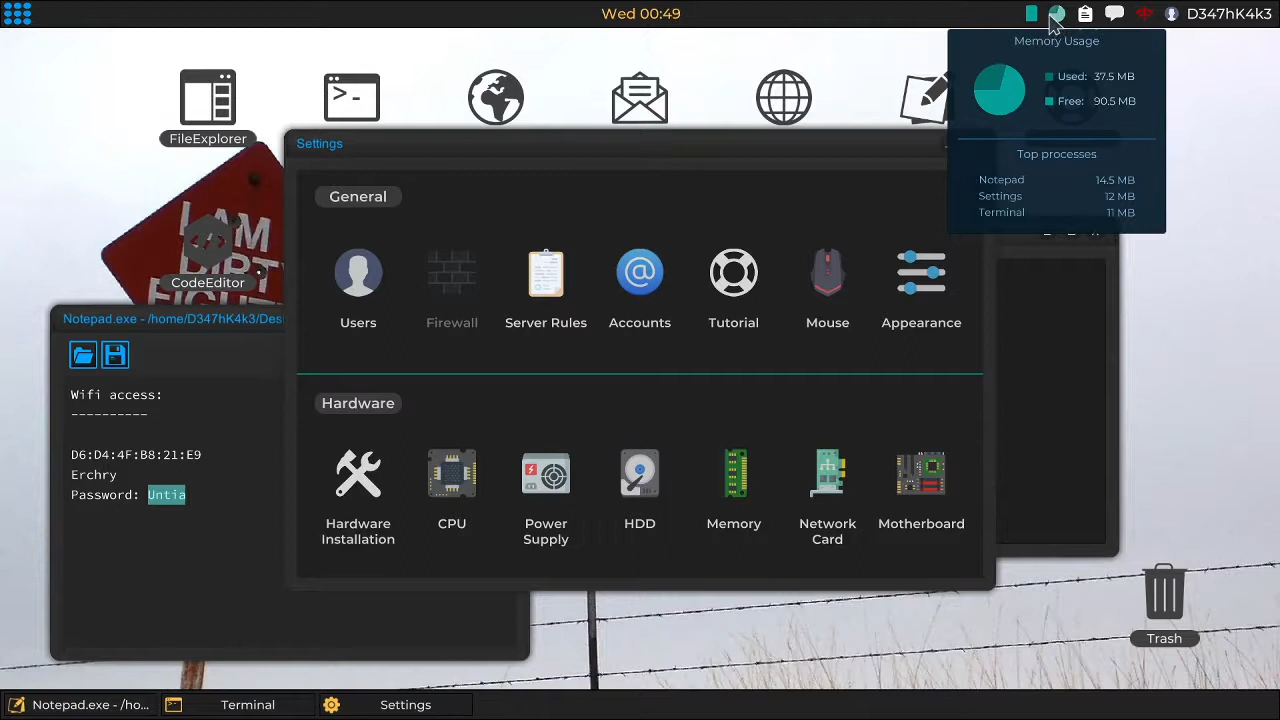 Wed 00:49
D347hK4k3
Memory Usage
Used: 37.5 MB
Free: 90.5 MB
Top processes
Notepad 14.5 MB
Settings 12 MB
Terminal 11 MB
>-
FileExplorer
I AM
DIRT
CodeEditor
Settings
General
Users
Firewall
Server Rules
Accounts
Tutorial
Mouse
Appearance
Hardware
Hardware Installation
CPU
Power Supply
HDD
Memory
Network Card
Motherboard
Notepad.exe - /home/D347hK4k3/Des
Wifi access:
----------
D6:D4:4F:B8:21:E9
Erchry
Password: Untia
Trash
Notepad.exe - /ho...
Terminal
Settings